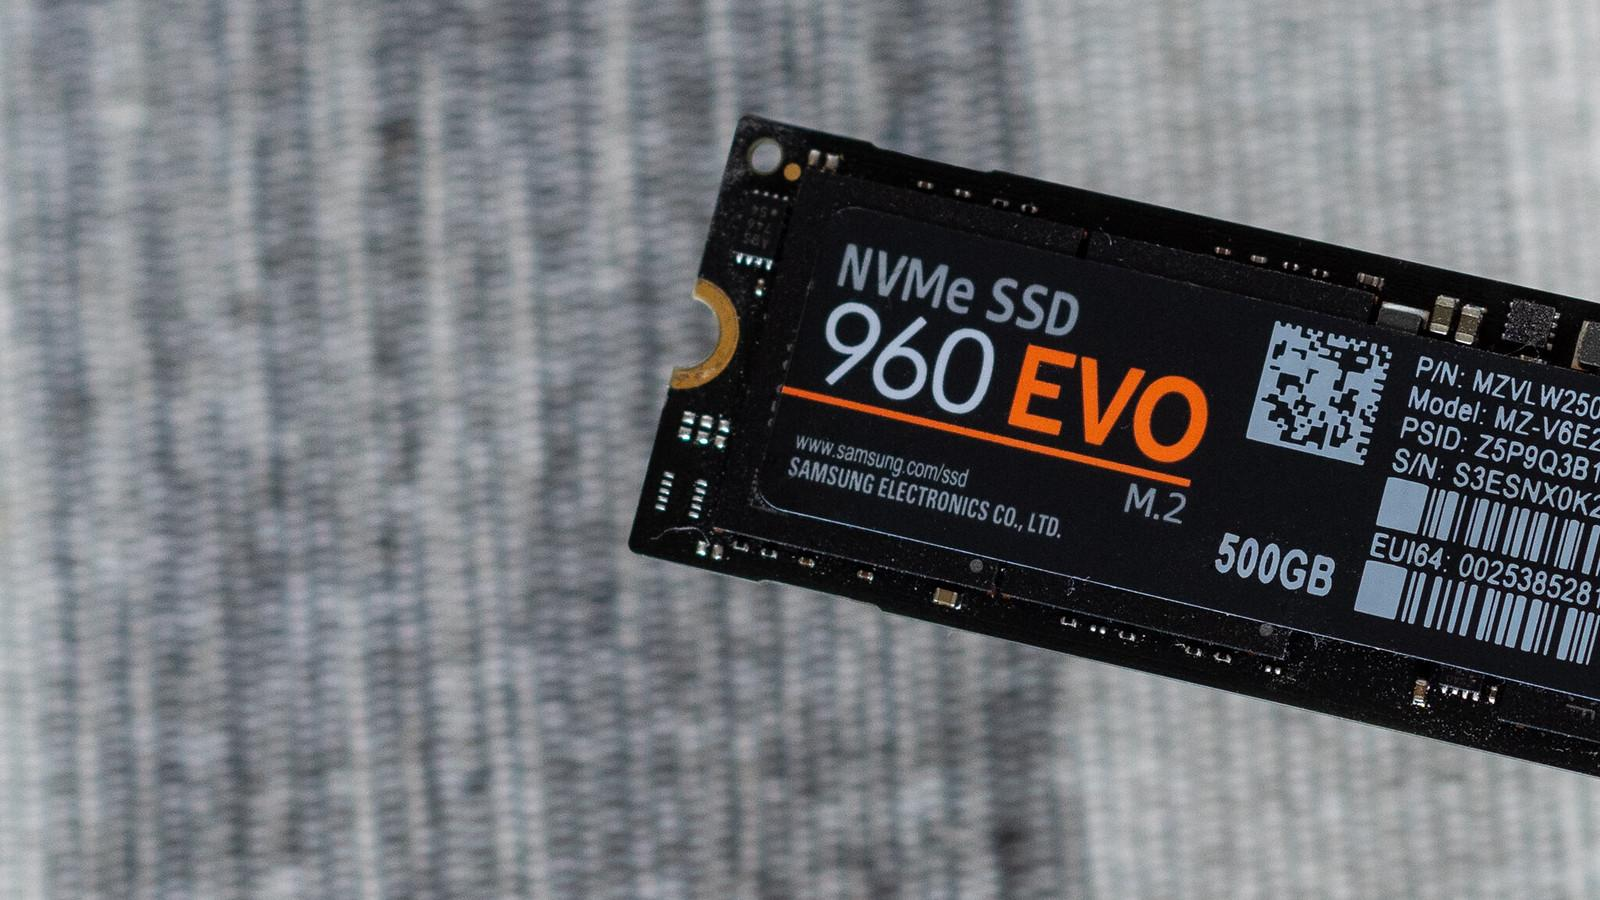 NVMe SSD
960 EVO
www.samsung.com/ssd
SAMSUNG ELECTRONICS CO., LTD.
M.2
500GB
P/N: MZVLW250
Model: MZ-V6E2
PSID: Z5P9Q3B1
S/N: S3ESNX0K2
EUI64: 0025385281